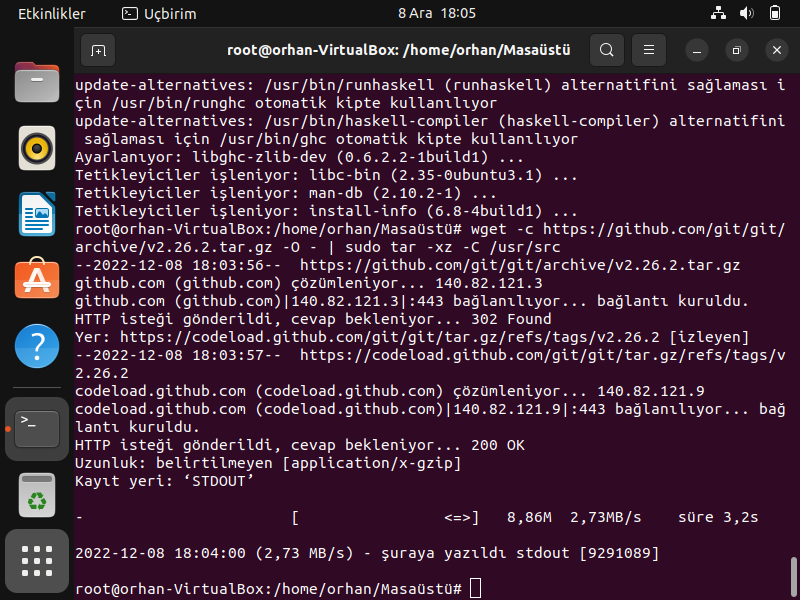 Etkinlikler
Uçbirim
8 Ara 18:05
root@orhan-VirtualBox: /home/orhan/Masaüstü
update-alternatives: /usr/bin/runhaskell (runhaskell) alternatifini sağlaması i
çin /usr/bin/runghc otomatik kipte kullanılıyor
update-alternatives: /usr/bin/haskell-compiler (haskell-compiler) alternatifini
 sağlaması için /usr/bin/ghc otomatik kipte kullanılıyor
Ayarlanıyor: libghc-zlib-dev (0.6.2.2-1build1) ...
Tetikleyiciler işleniyor: libc-bin (2.35-0ubuntu3.1) ...
Tetikleyiciler işleniyor: man-db (2.10.2-1) ...
Tetikleyiciler işleniyor: install-info (6.8-4build1) ...
root@orhan-VirtualBox:/home/orhan/Masaüstü# wget -c https://github.com/git/git/
archive/v2.26.2.tar.gz -O - | sudo tar -xz -C /usr/src
--2022-12-08 18:03:56--  https://github.com/git/git/archive/v2.26.2.tar.gz
github.com (github.com) çözümleniyor... 140.82.121.3
github.com (github.com)|140.82.121.3|:443 bağlanılıyor... bağlantı kuruldu.
HTTP isteği gönderildi, cevap bekleniyor... 302 Found
Yer: https://codeload.github.com/git/git/tar.gz/refs/tags/v2.26.2 [izleyen]
--2022-12-08 18:03:57--  https://codeload.github.com/git/git/tar.gz/refs/tags/v
2.26.2
codeload.github.com (codeload.github.com) çözümleniyor... 140.82.121.9
codeload.github.com (codeload.github.com)|140.82.121.9|:443 bağlanılıyor... bağ
lantı kuruldu.
HTTP isteği gönderildi, cevap bekleniyor... 200 OK
Uzunluk: belirtilmeyen [application/x-gzip]
Kayıt yeri: ‘STDOUT’
-                       [                <=>]   8,86M  2,73MB/s    süre 3,2s
2022-12-08 18:04:00 (2,73 MB/s) - şuraya yazıldı stdout [9291089]
root@orhan-VirtualBox:/home/orhan/Masaüstü#